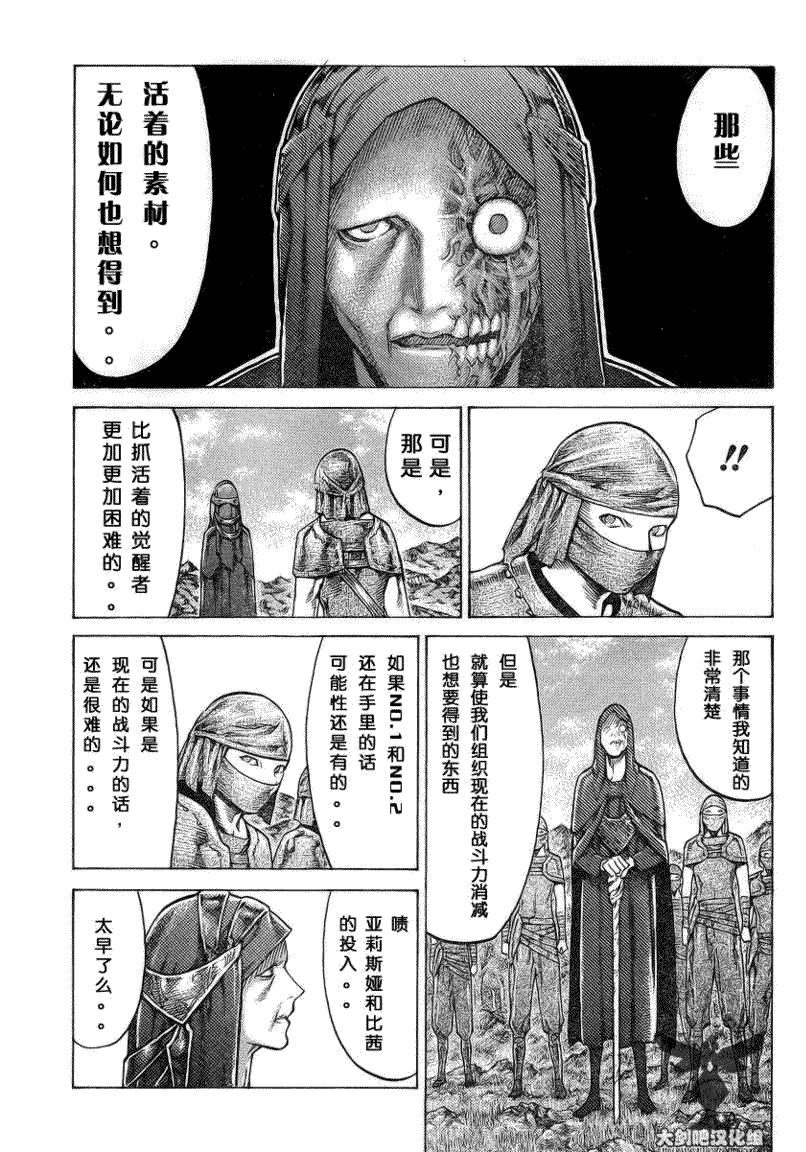 那些
活着的素材。
无论如何也想得到。。
!!
可是，
那是
比抓活着的觉醒者
更加更加困难的。。
那个事情我知道的
非常清楚
但是
就算使我们组织现在的战斗力消减
也想要得到的东西
如果NO.1和NO.2
还在手里的话
可能性还是有的。。
可是如果是
现在的战斗力的话，
还是很难的。。。
啧
亚莉斯娅和比茜
的投入。。
太早了么。。
大剑吧汉化组